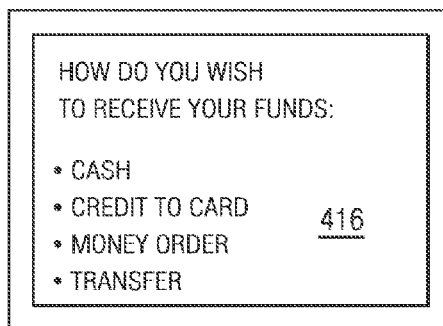 HOW DO YOU WISH
TO RECEIVE YOUR FUNDS:
• CASH
• CREDIT TO CARD
416
• MONEY ORDER
• TRANSFER